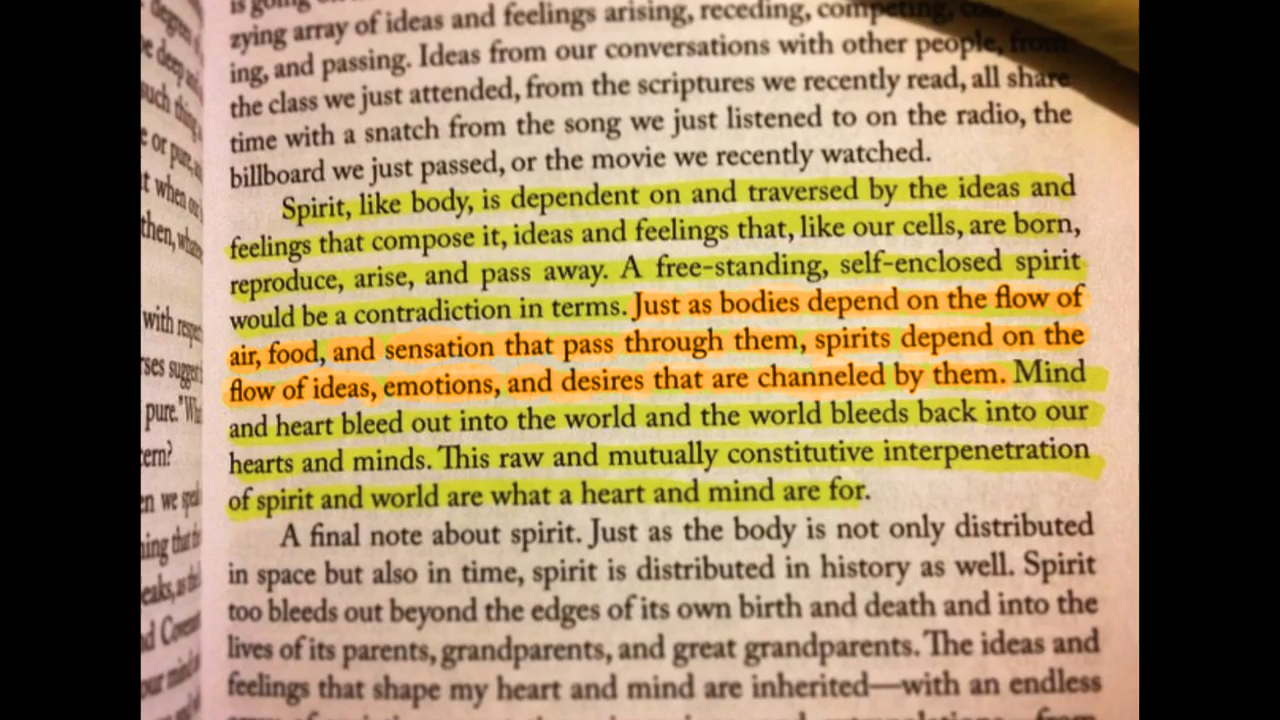 is going
zying array of ideas and feelings arising, receding, competing,
ing, and passing. Ideas from our conversations with other people, from
the class we just attended, from the scriptures we recently read, all share
time with a snatch from the song we just listened to on the radio, the
billboard we just passed, or the movie we recently watched.
Spirit, like body, is dependent on and traversed by the ideas and
feelings that compose it, ideas and feelings that, like our cells, are born,
reproduce, arise, and pass away. A free-standing, self-enclosed spirit
would be a contradiction in terms. Just as bodies depend on the flow of
air, food, and sensation that pass through them, spirits depend on the
flow of ideas, emotions, and desires that are channeled by them. Mind
and heart bleed out into the world and the world bleeds back into our
hearts and minds. This raw and mutually constitutive interpenetration
of spirit and world are what a heart and mind are for.
A final note about spirit. Just as the body is not only distributed
in space but also in time, spirit is distributed in history as well. Spirit
too bleeds out beyond the edges of its own birth and death and into the
lives of its parents, grandparents, and great grandparents. The ideas and
feelings that shape my heart and mind are inherited—with an endless